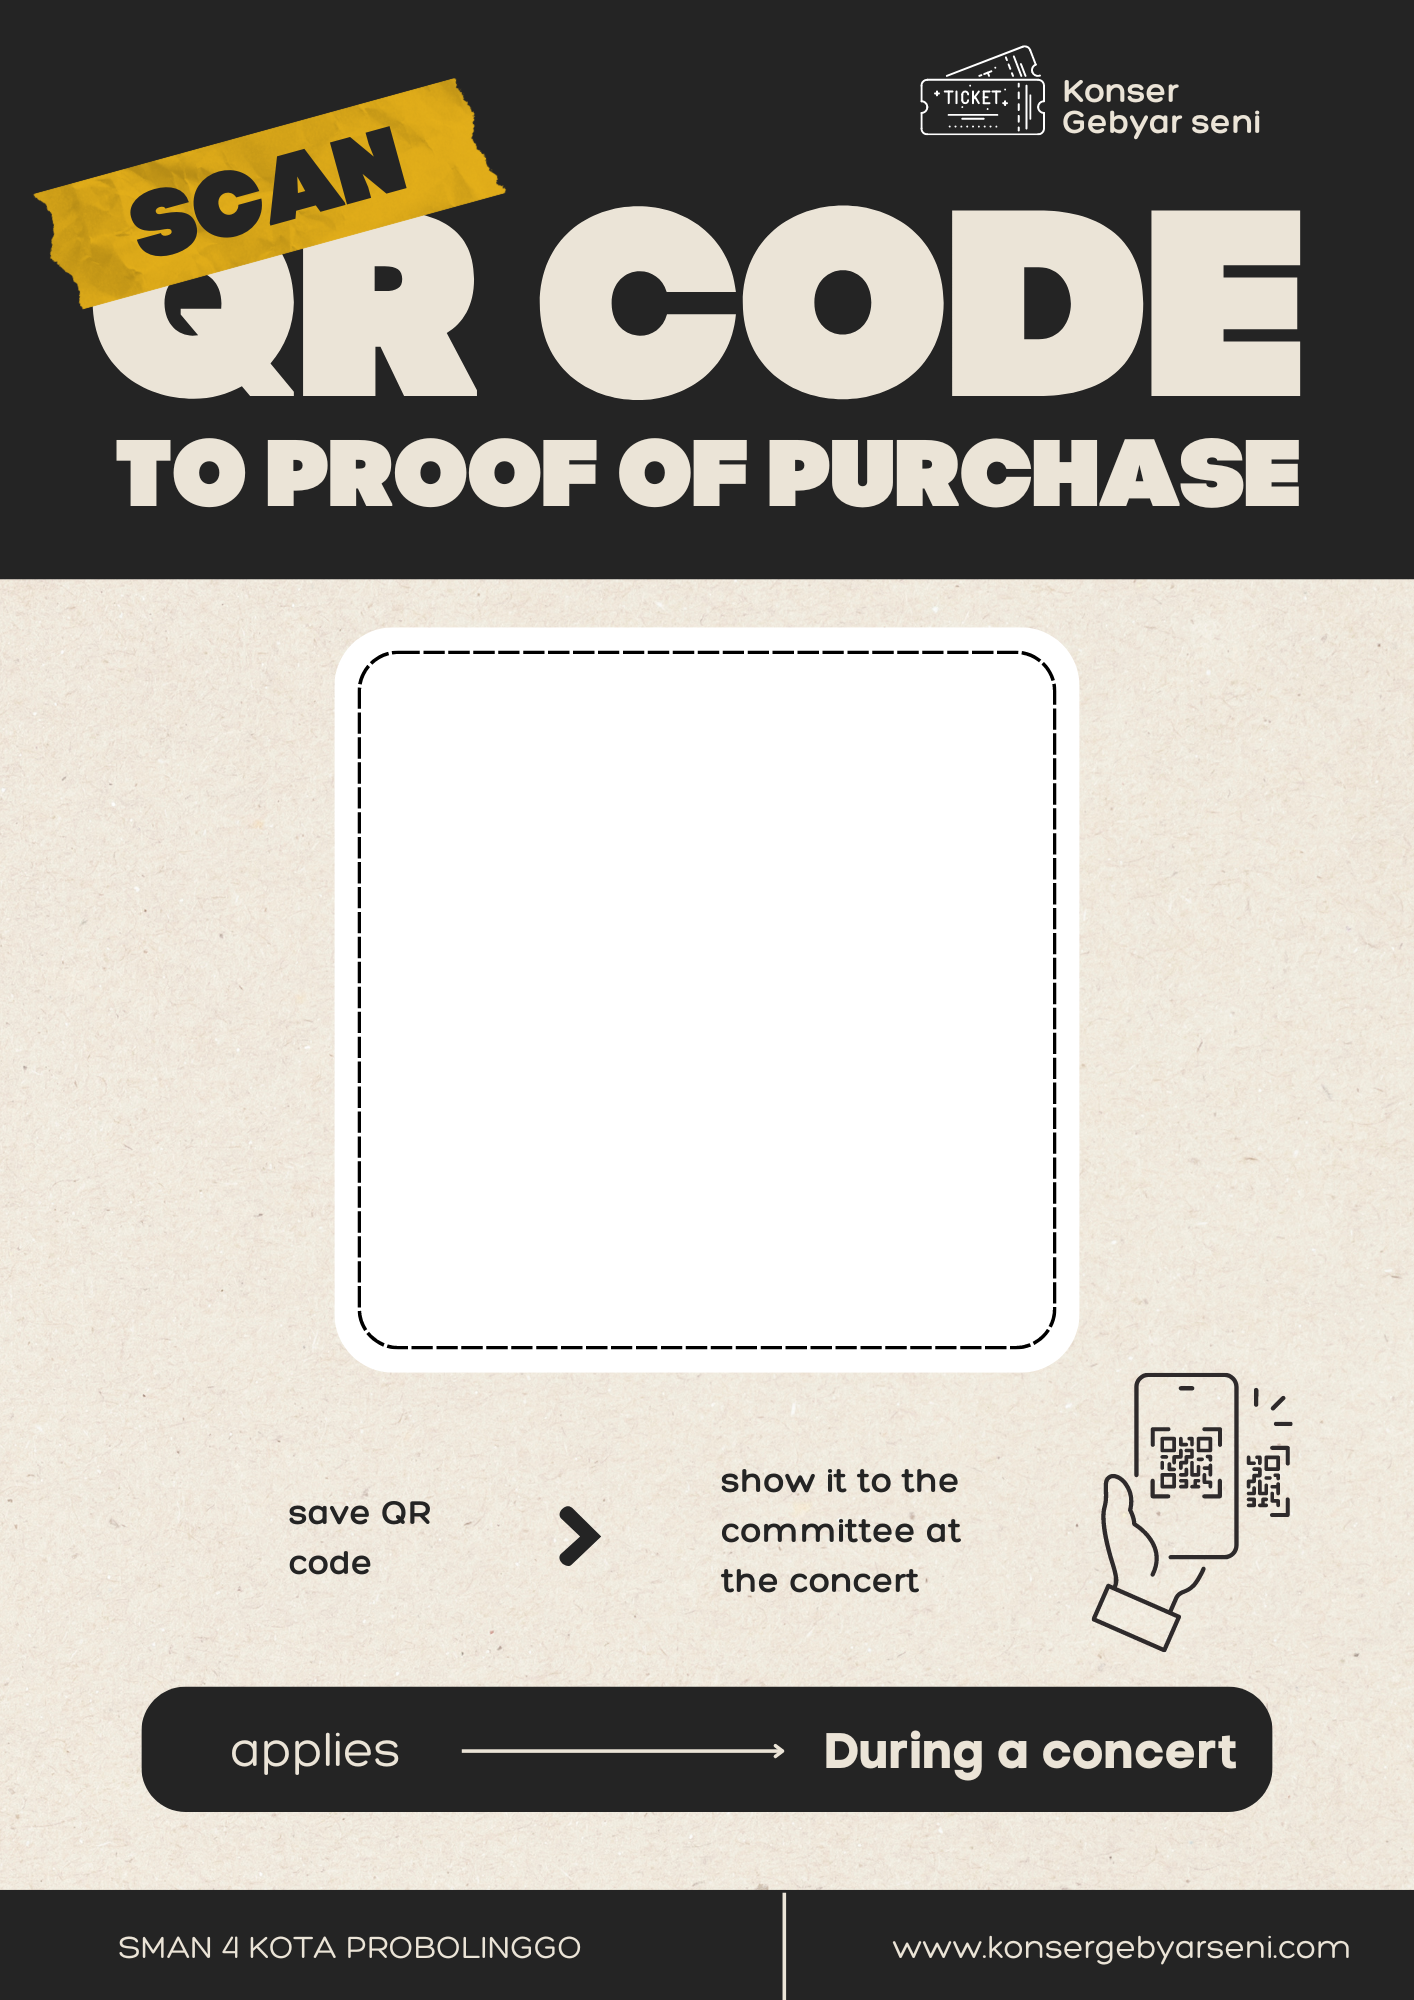 TICKET
Konser
Gebyar seni
SCAN
QR CODE
TO PROOF OF PURCHASE
save QR
code
show it to the
committee at
the concert
applies
During a concert
SMAN 4 KOTA PROBOLINGGO
www.konsergebyarseni.com